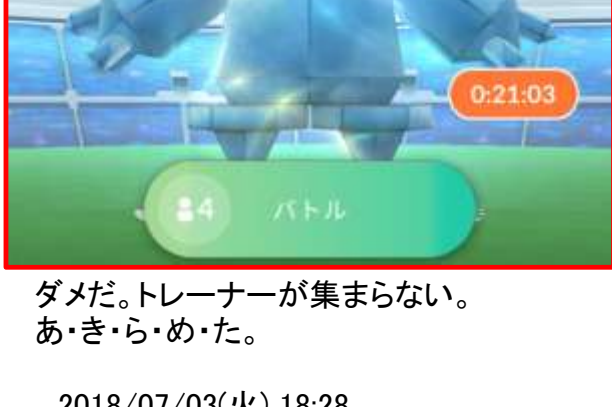 0:21:03
4 バトル
ダメだ。トレーナーが集まらない。
あ・き・ら・め・た。
2018/07/03(火) 18:28